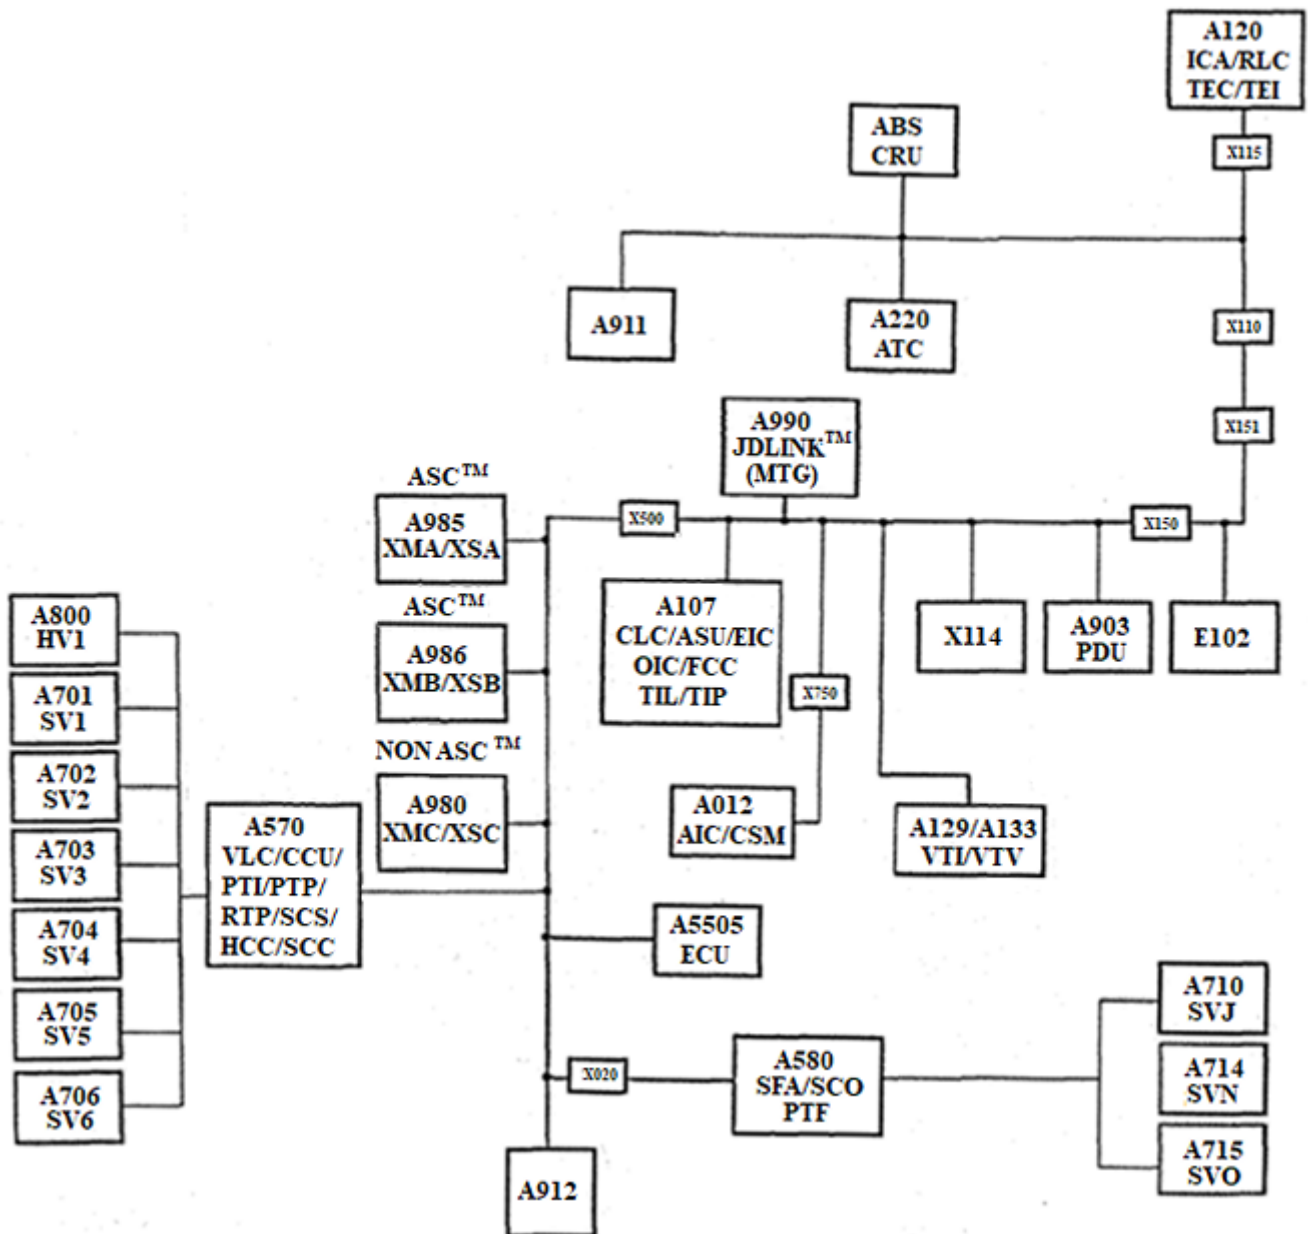 A120
ICA/RLC
TEC/TEI
X115
ABS
CRU
A911
A220
ATC
X110
X151
A990
JDLINK™
(MTG)
ASC™
A985
XMA/XSA
X500
X150
ASC™
A986
XMB/XSB
A107
CLC/ASU/EIC
OIC/FCC
TIL/TIP
X114
A903
PDU
E102
X750
A800
HV1
A701
SV1
A702
SV2
A703
SV3
A704
SV4
A705
SV5
A706
SV6
NON ASC™
A980
XMC/XSC
A570
VLC/CCU/
PTI/PTP/
RTP/SCS/
HCC/SCC
A012
AIC/CSM
A129/A133
VTI/VTV
A5505
ECU
X020
A580
SFA/SCO
PTF
A710
SVJ
A714
SVN
A715
SVO
A912